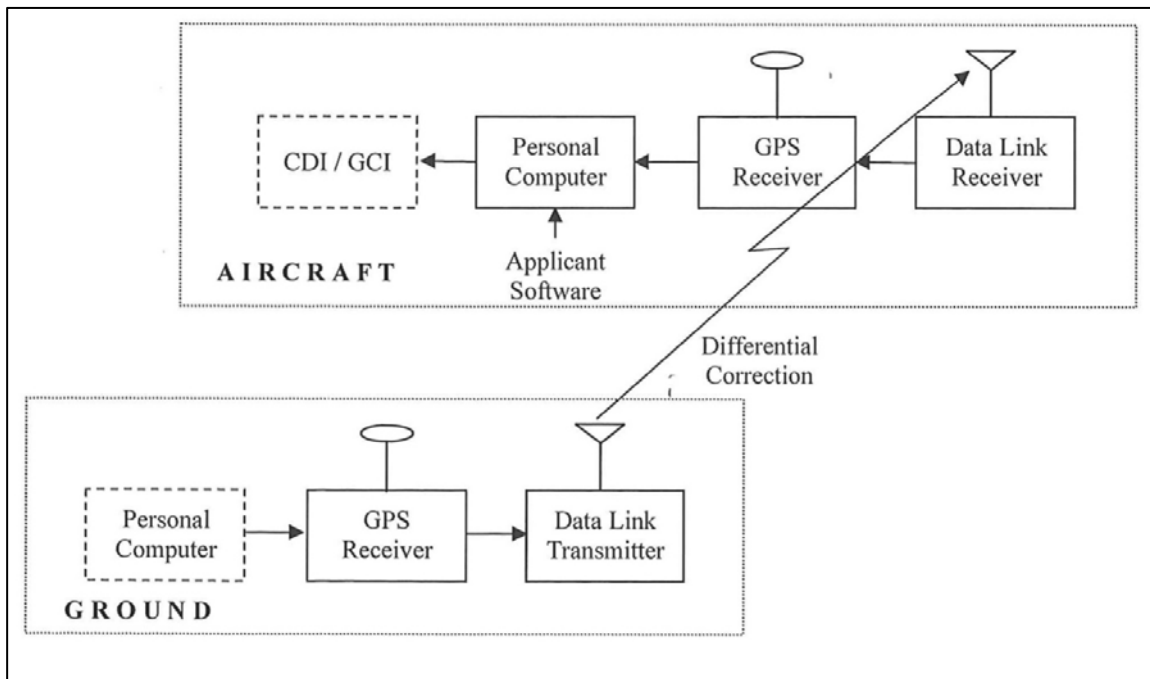 CDI / GCI
Personal
Computer
GPS
Receiver
Data Link
Receiver
AIRCRAFT
Applicant
Software
Differential
Correction
Personal
Computer
GPS
Receiver
Data Link
Transmitter
GROUND